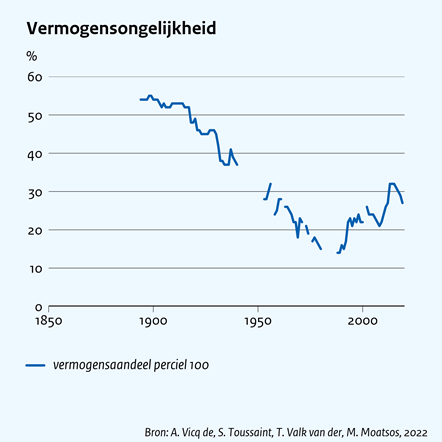 Vermogensongelijkheid
%
60
50
40
30
20
10
0
1850 1900 1950 2000
vermogensaandeel perciel 100
Bron: A. Vicq de, S. Toussaint, T. Valk van der, M. Moatsos, 2022